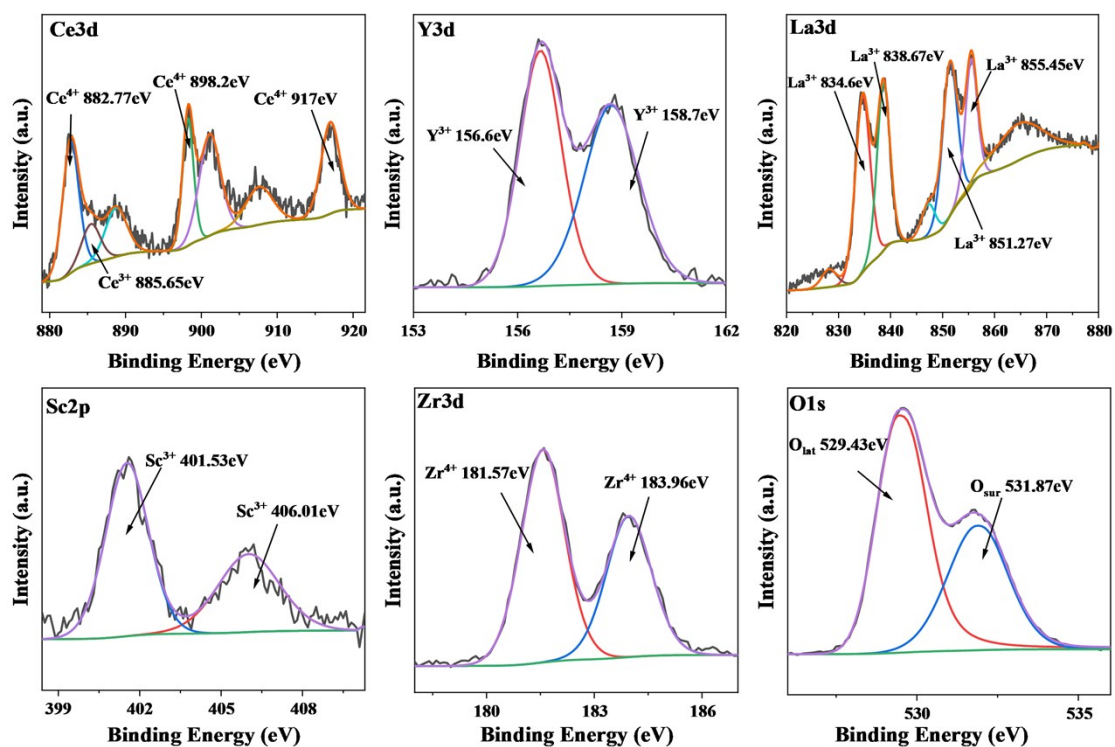 Ce3d
Ce⁴⁺ 882.77eV
Ce⁴⁺ 898.2eV
Ce⁴⁺ 917eV
Ce³⁺ 885.65eV
Intensity (a.u.)
880 890 900 910 920
Binding Energy (eV)
Y3d
Y³⁺ 156.6eV
Y³⁺ 158.7eV
Intensity (a.u.)
153 156 159 162
Binding Energy (eV)
La3d
La³⁺ 838.67eV
La³⁺ 834.6eV
La³⁺ 855.45eV
La³⁺ 851.27eV
Intensity (a.u.)
820 830 840 850 860 870 880
Binding Energy (eV)
Sc2p
Sc³⁺ 401.53eV
Sc³⁺ 406.01eV
Intensity (a.u.)
399 402 405 408
Binding Energy (eV)
Zr3d
Zr⁴⁺ 181.57eV
Zr⁴⁺ 183.96eV
Intensity (a.u.)
180 183 186
Binding Energy (eV)
O1s
O_lat 529.43eV
O_sur 531.87eV
Intensity (a.u.)
530 535
Binding Energy (eV)